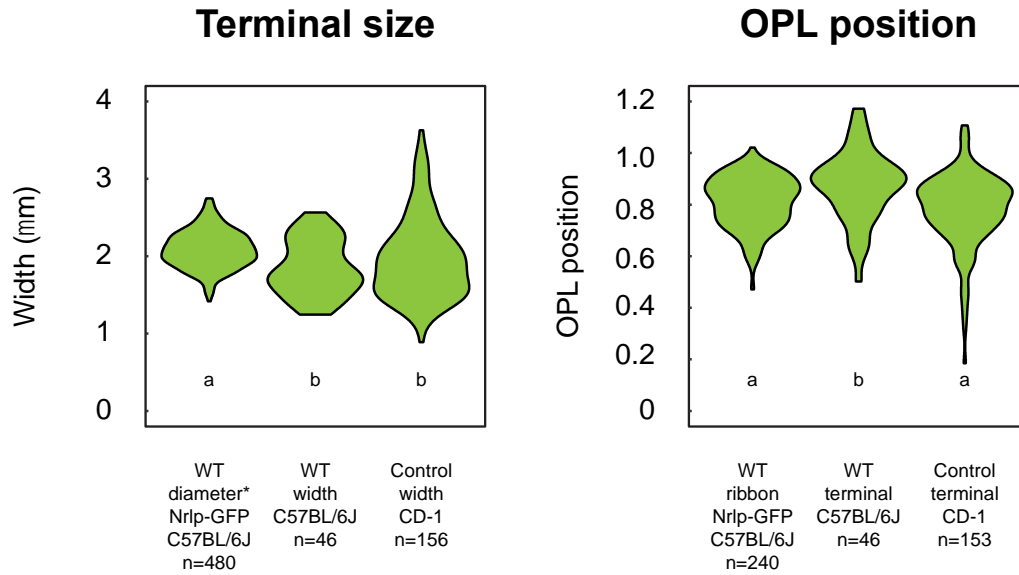 Terminal size
Width (mm)
4
3
2
1
0
a
b
b
WT
diameter*
Nrlp-GFP
C57BL/6J
n=480
WT
width
C57BL/6J
n=46
Control
width
CD-1
n=156
OPL position
OPL position
1.2
1.0
0.8
0.6
0.4
0.2
0
a
b
a
WT
ribbon
Nrlp-GFP
C57BL/6J
n=240
WT
terminal
C57BL/6J
n=46
Control
terminal
CD-1
n=153